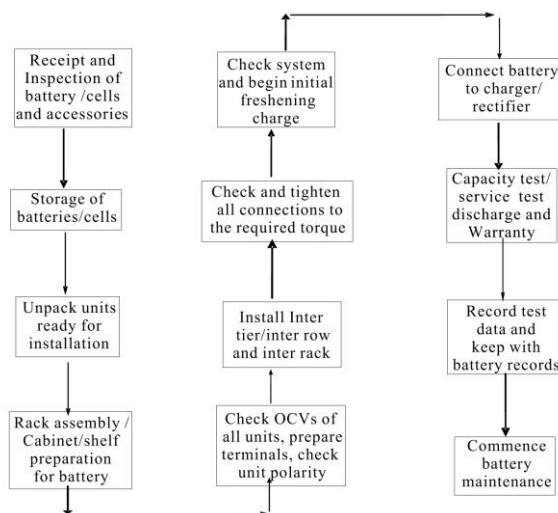 Receipt and
Inspection of
battery /cells
and accessories
Storage of
batteries/cells
Unpack units
ready for
installation
Rack assembly /
Cabinet/shelf
preparation
for battery
Check OCVs of
all units, prepare
terminals, check
unit polarity
Install Inter
tier/inter row
and inter rack
Check and tighten
all connections to
the required torque
Check system
and begin initial
freshening
charge
Connect battery
to charger/
rectifier
Capacity test/
service test
discharge and
Warranty
Record test
data and
keep with
battery records
Commence
battery
maintenance